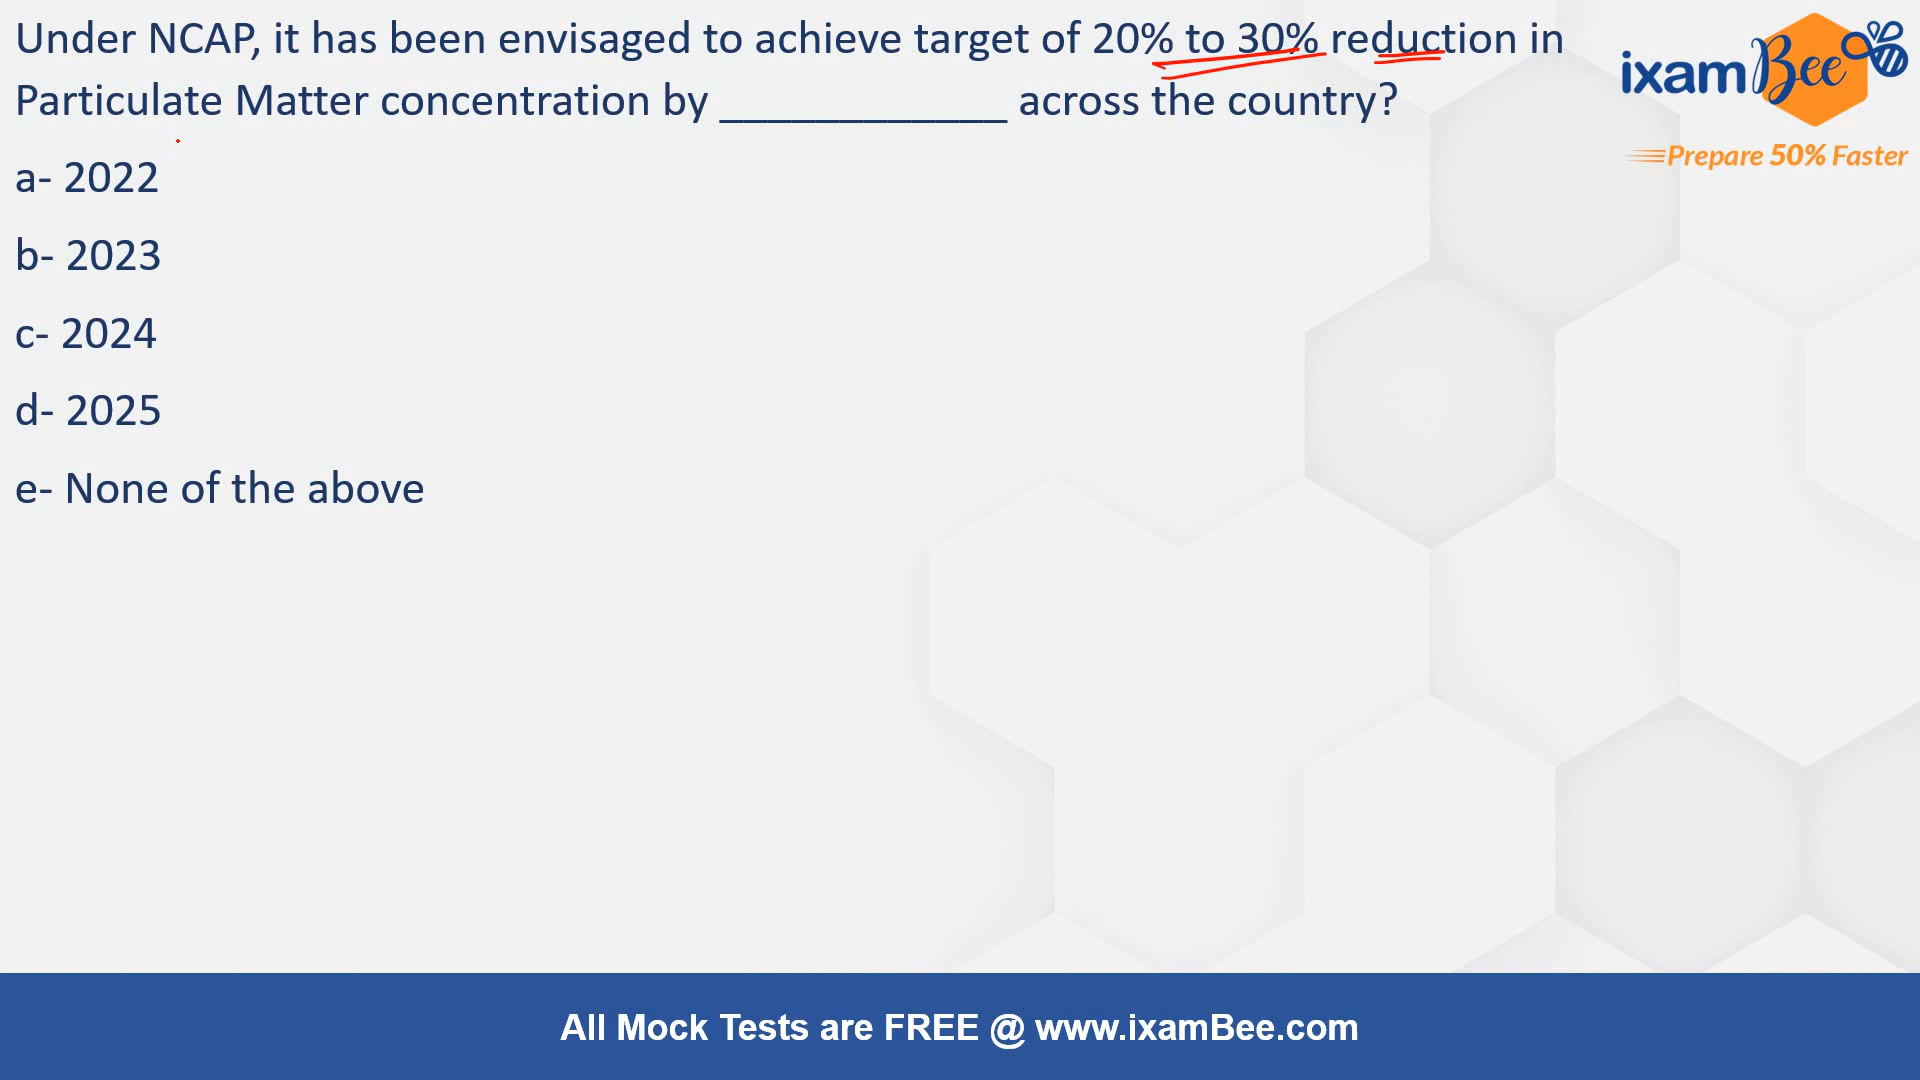 Under NCAP, it has been envisaged to achieve target of 20% to 30% reduction in
Particulate Matter concentration by ____________ across the country?
a- 2022
b- 2023
c- 2024
d- 2025
e- None of the above
ixamBee
Prepare 50% Faster
All Mock Tests are FREE @ www.ixamBee.com